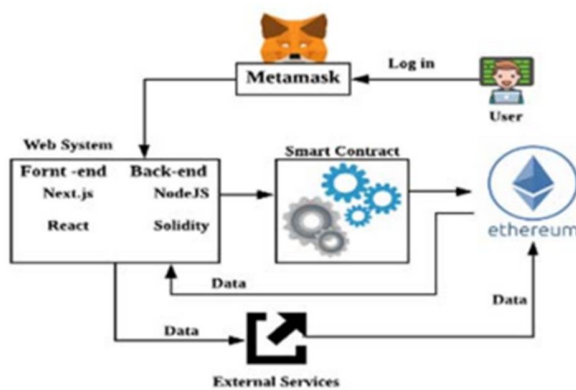 Log in
Metamask
User
Web System
Smart Contract
Fornt -end Back-end
Next.js NodeJS
React Solidity
ethereum
Data
Data
Data
External Services